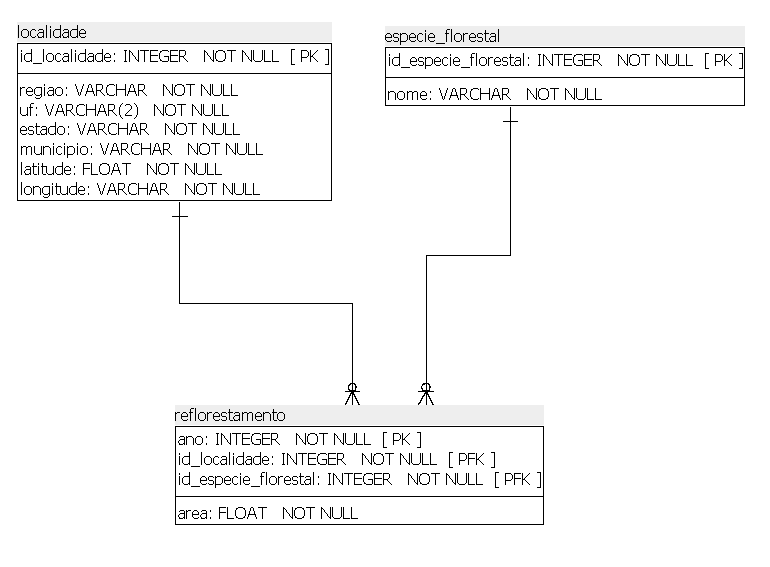 localidade
id_localidade: INTEGER NOT NULL [ PK ]
regiao: VARCHAR NOT NULL
uf: VARCHAR(2) NOT NULL
estado: VARCHAR NOT NULL
municipio: VARCHAR NOT NULL
latitude: FLOAT NOT NULL
longitude: VARCHAR NOT NULL
especie_florestal
id_especie_florestal: INTEGER NOT NULL [ PK ]
nome: VARCHAR NOT NULL
reflorestamento
ano: INTEGER NOT NULL [ PK ]
id_localidade: INTEGER NOT NULL [ PFK ]
id_especie_florestal: INTEGER NOT NULL [ PFK ]
area: FLOAT NOT NULL